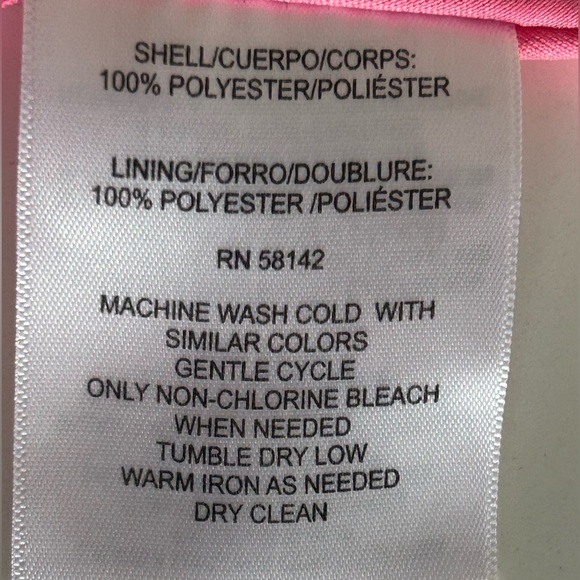 SHELL/CUERPO/CORPS:
100% POLYESTER/POLIÉSTER
LINING/FORRO/DOUBLURE:
100% POLYESTER /POLIÉSTER
RN 58142
MACHINE WASH COLD WITH
SIMILAR COLORS
GENTLE CYCLE
ONLY NON-CHLORINE BLEACH
WHEN NEEDED
TUMBLE DRY LOW
WARM IRON AS NEEDED
DRY CLEAN